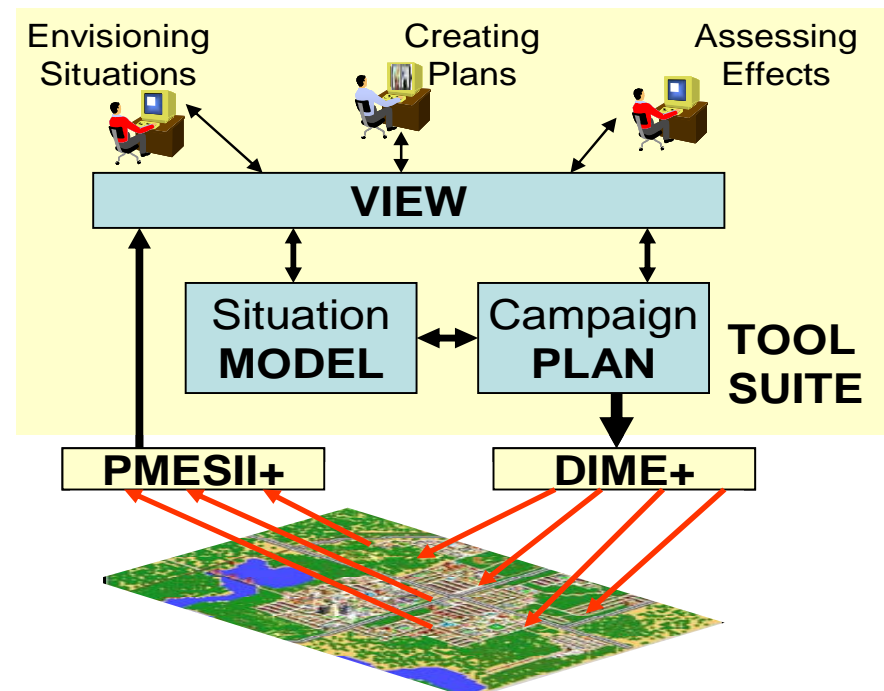 Envisioning
Situations
Creating
Plans
Assessing
Effects
VIEW
Situation
MODEL
Campaign
PLAN
TOOL
SUITE
PMESII+
DIME+